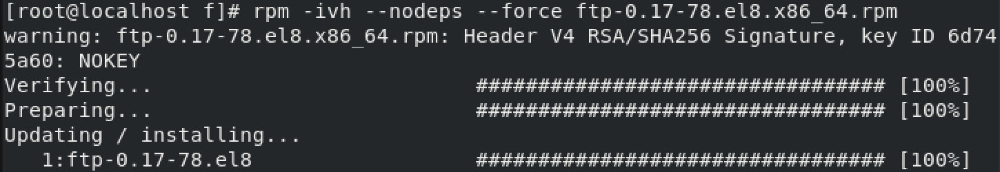 [root@localhost f]# rpm -ivh --nodeps --force ftp-0.17-78.el8.x86_64.rpm
warning: ftp-0.17-78.el8.x86_64.rpm: Header V4 RSA/SHA256 Signature, key ID 6d74
5a60: NOKEY
Verifying... ################################# [100%]
Preparing... ################################# [100%]
Updating / installing...
1:ftp-0.17-78.el8 ################################# [100%]